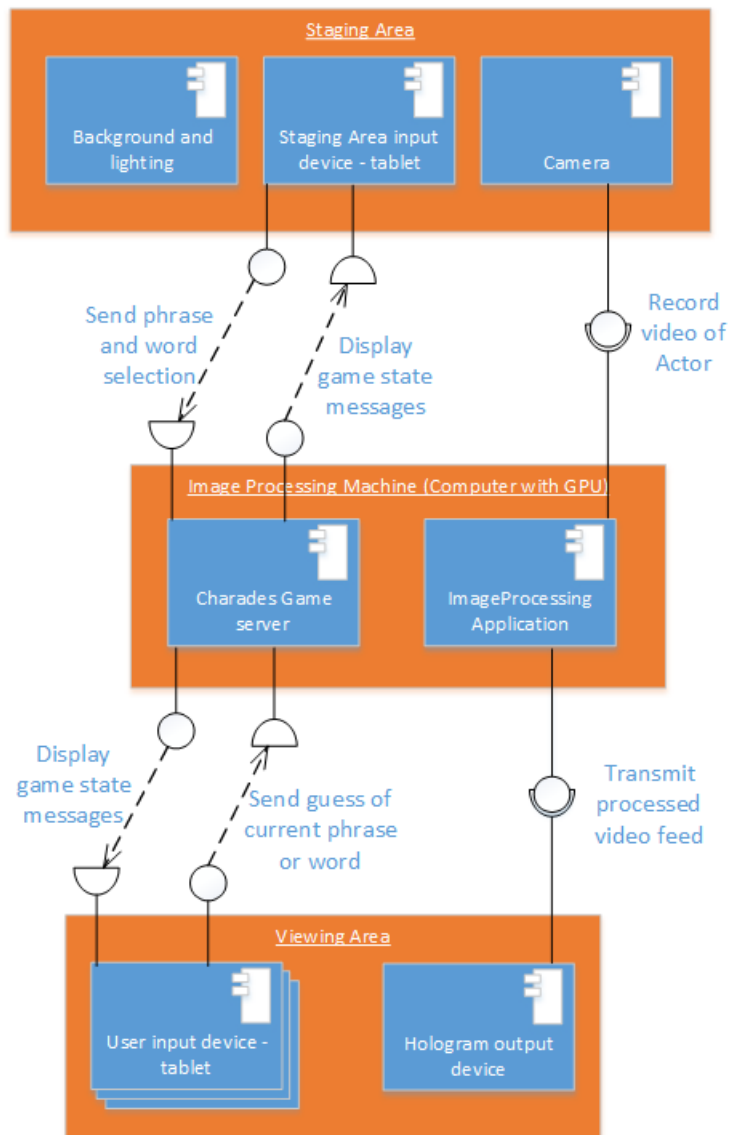 Staging Area
Background and
lighting
Staging Area input
device - tablet
Camera
Send phrase
and word
selection
Display
game state
messages
Record
video of
Actor
Image Processing Machine (Computer with GPU)
Charades Game
server
ImageProcessing
Application
Display
game state
messages
Send guess of
current phrase
or word
Transmit
processed
video feed
Viewing Area
User input device -
tablet
Hologram output
device